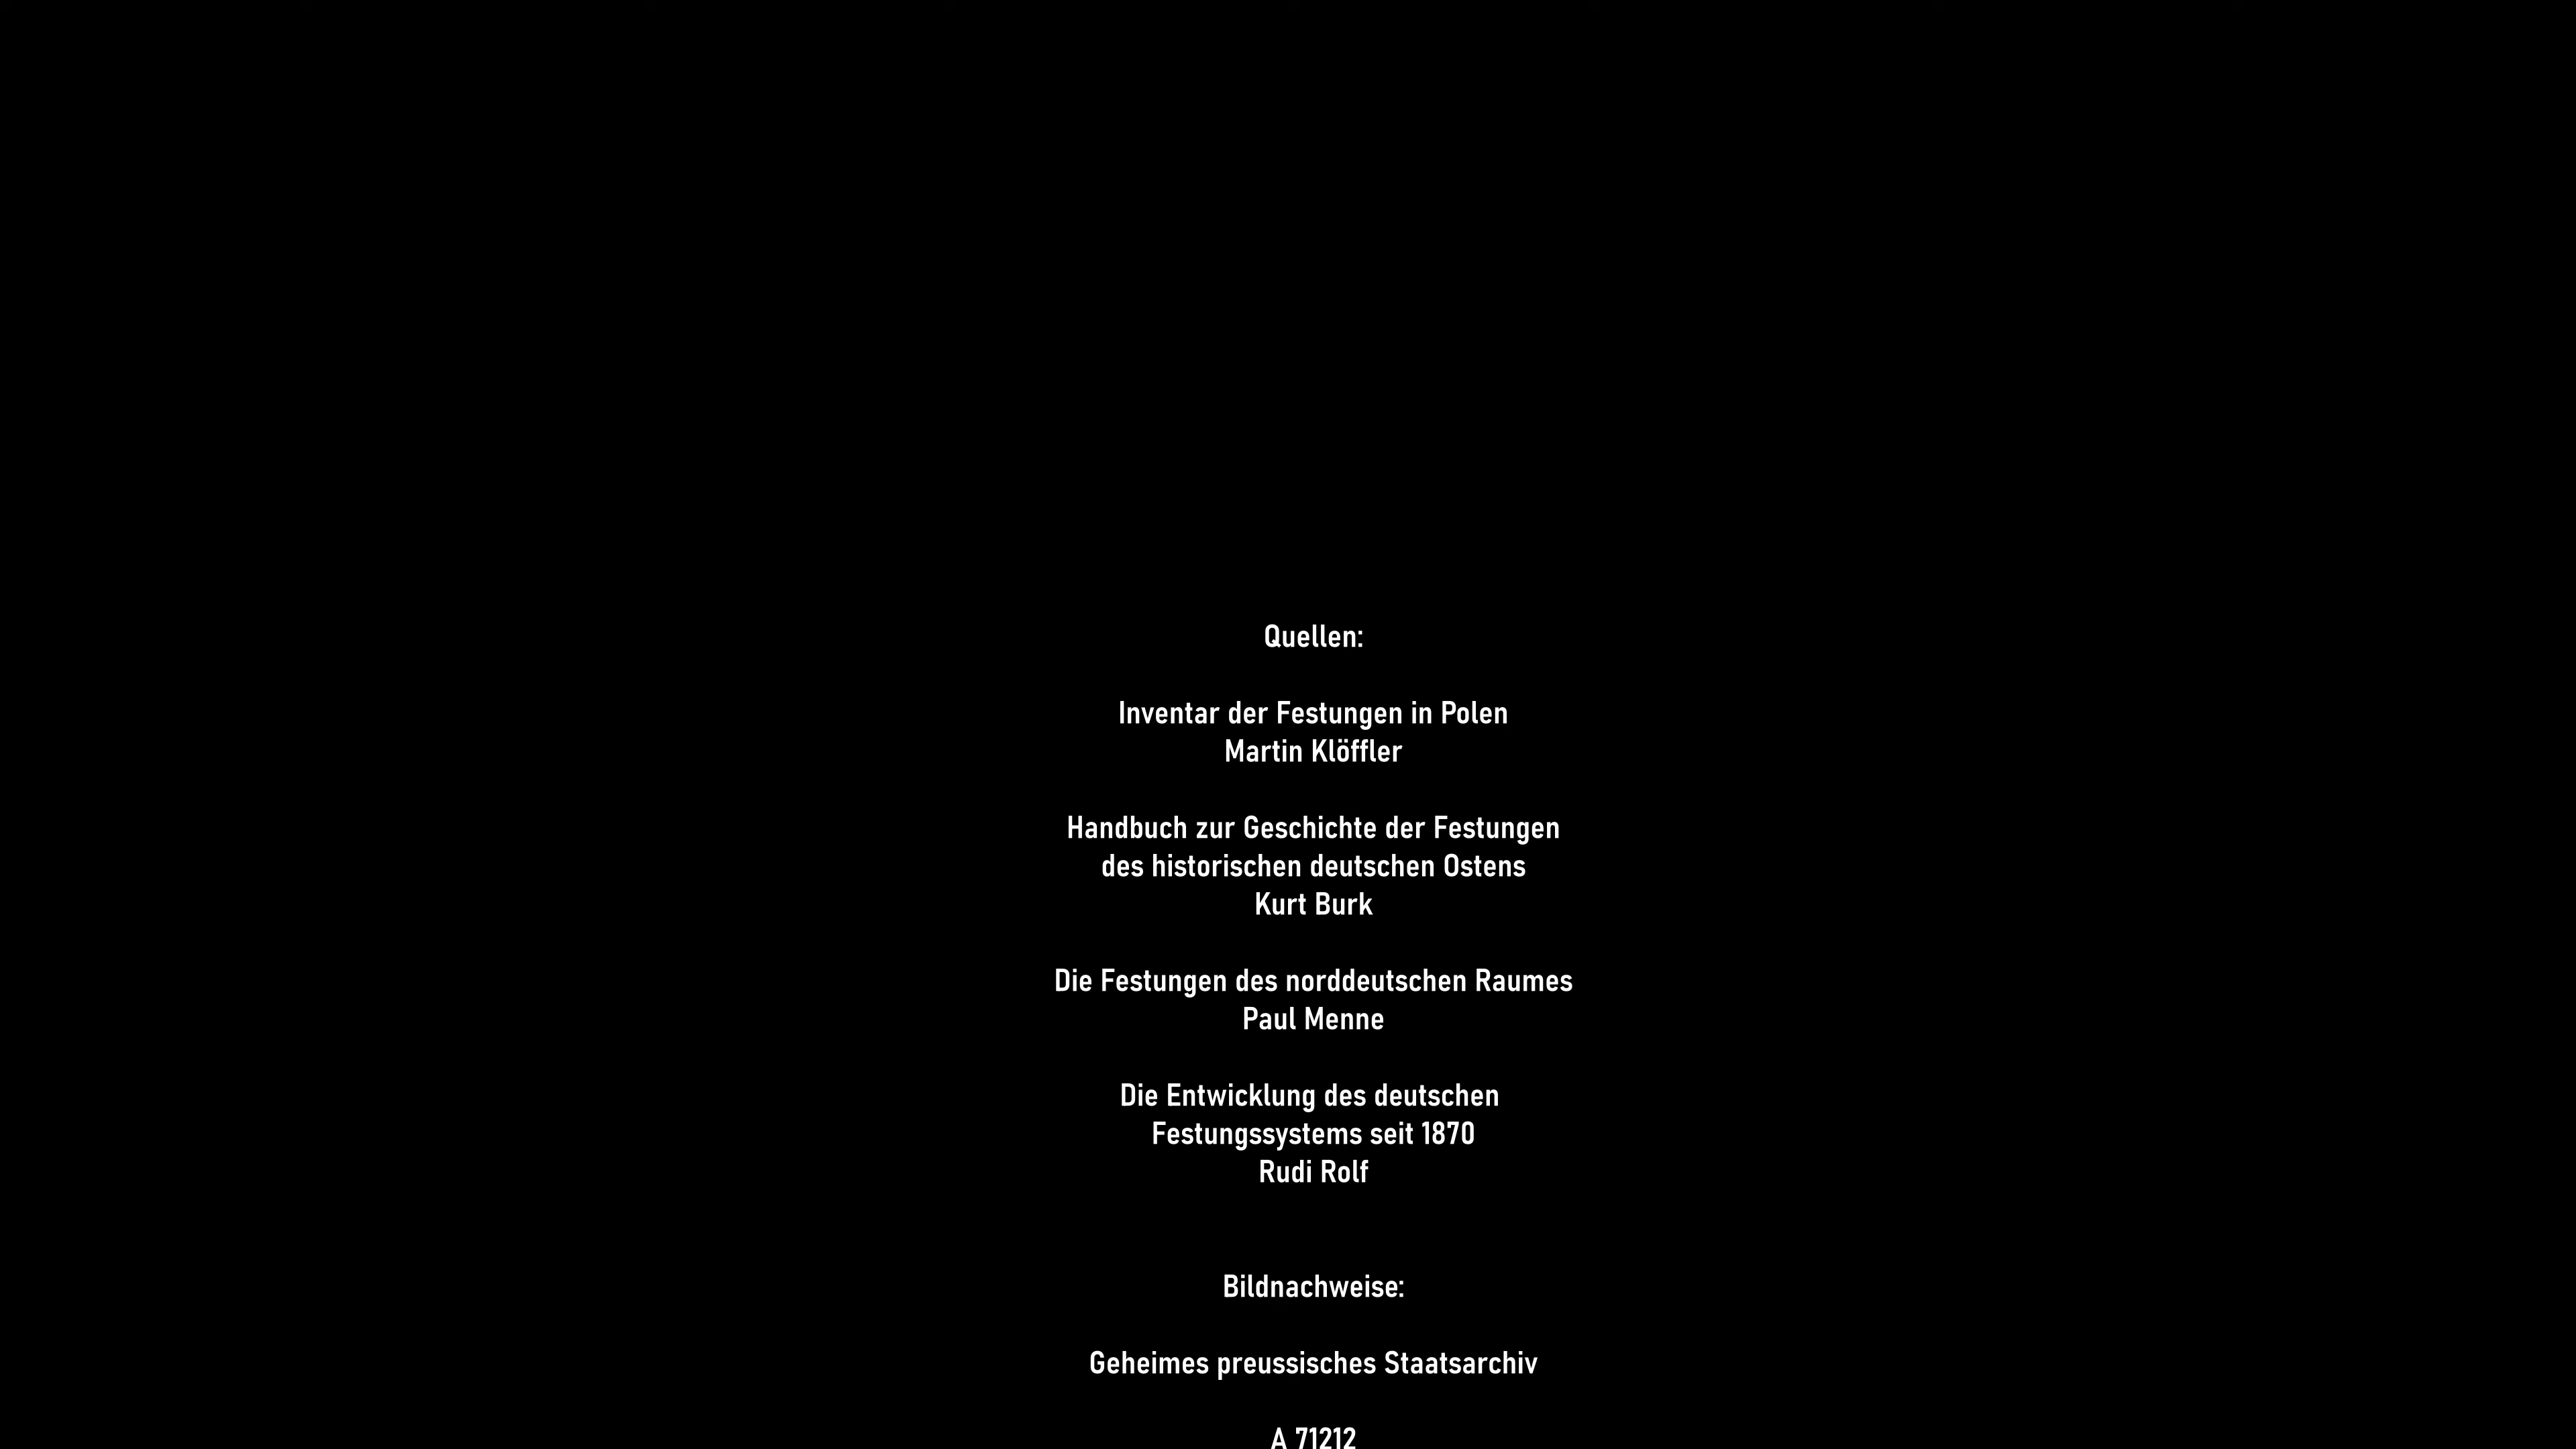 Quellen:
Inventar der Festungen in Polen
Martin Klöffler
Handbuch zur Geschichte der Festungen
des historischen deutschen Ostens
Kurt Burk
Die Festungen des norddeutschen Raumes
Paul Menne
Die Entwicklung des deutschen
Festungssystems seit 1870
Rudi Rolf
Bildnachweise:
Geheimes preussisches Staatsarchiv
A 71212